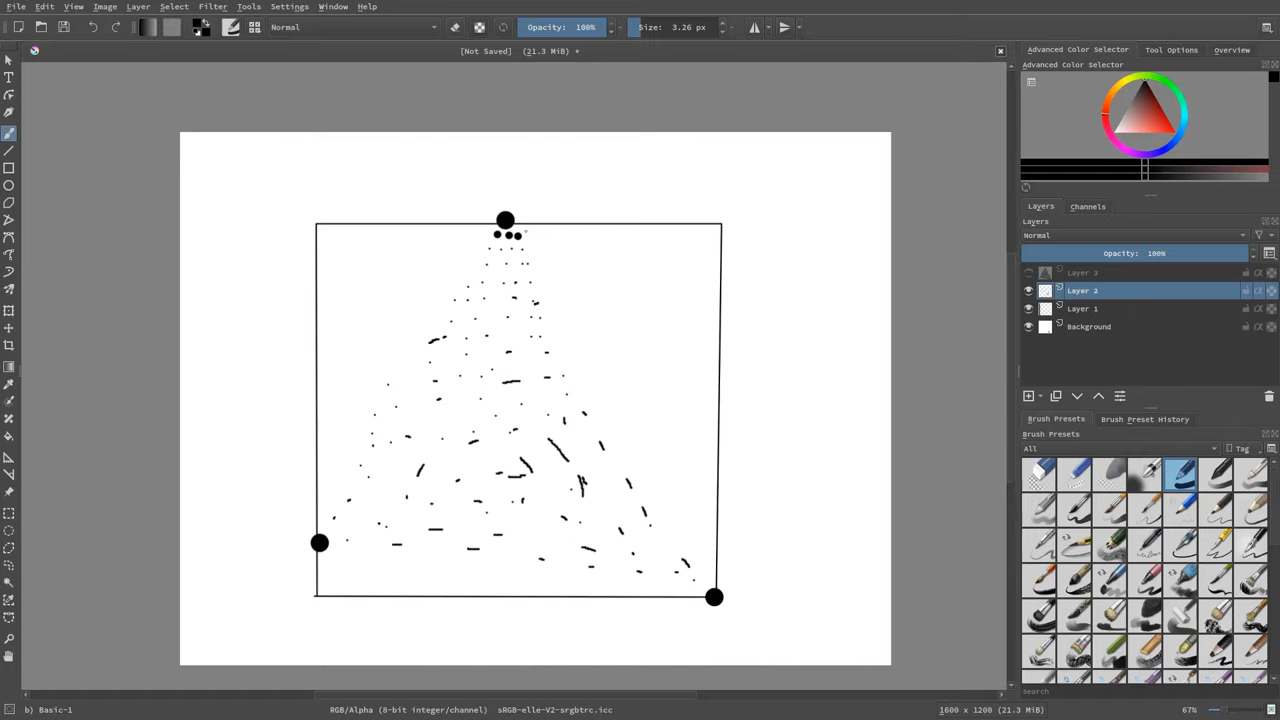 File Edit View Image Layer Select Filter Tools Settings Window Help
Normal Opacity: 100% Size: 3.26 px
[Not Saved] (21.3 MiB) *
Advanced Color Selector Tool Options Overview
Advanced Color Selector
Layers Channels
Layers
Normal
Opacity: 100%
Layer 3
Layer 2
Layer 1
Background
Brush Presets Brush Preset History
Brush Presets
All Tag
Search
b) Basic-1 RGB/Alpha (8-bit integer/channel) sRGB-elle-V2-srgbtrc.icc 1600 x 1200 (21.3 MiB) 67%